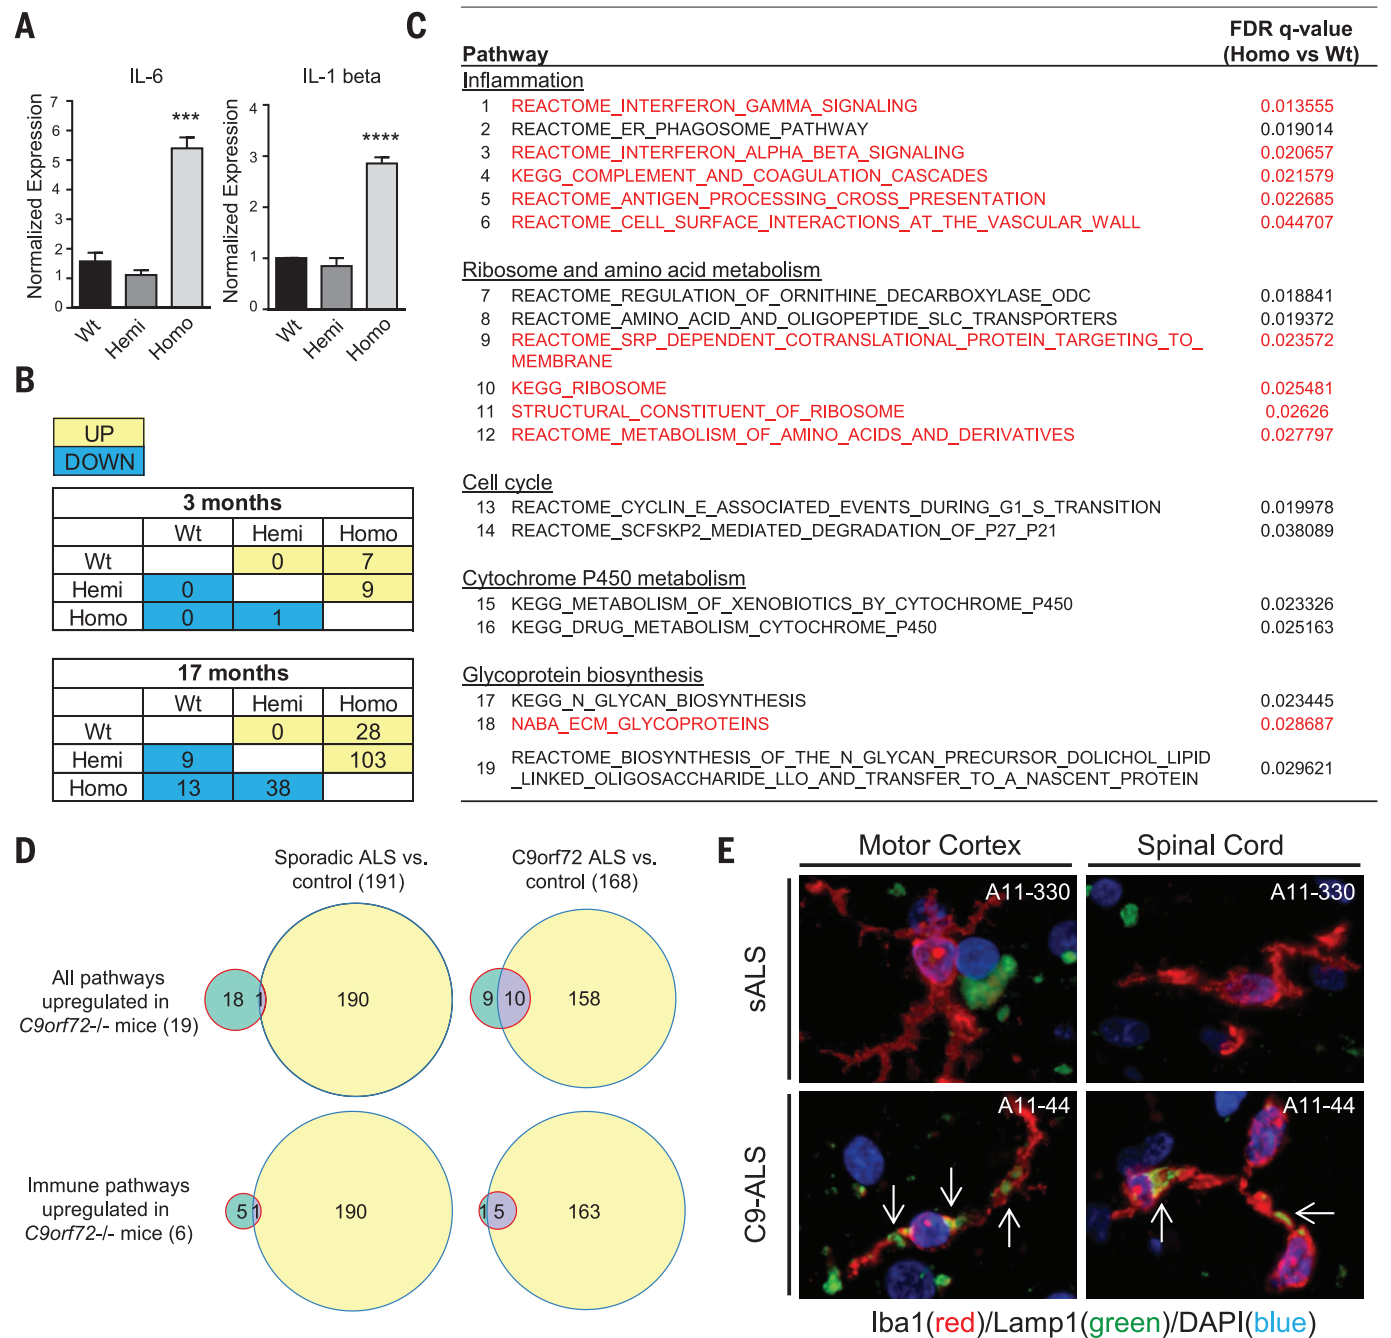 A
IL-6
Normalized Expression
7
6
5
4
3
2
1
0
***
Wt
Hemi
Homo
IL-1 beta
Normalized Expression
4
3
2
1
0
****
Wt
Hemi
Homo
B
UP
DOWN
3 months
Wt Hemi Homo
Wt 0 7
Hemi 0 9
Homo 0 1
17 months
Wt Hemi Homo
Wt 0 28
Hemi 9 103
Homo 13 38
C
Pathway FDR q-value (Homo vs Wt)
Inflammation
1 REACTOME_INTERFERON_GAMMA_SIGNALING 0.013555
2 REACTOME_ER_PHAGOSOME_PATHWAY 0.019014
3 REACTOME_INTERFERON_ALPHA_BETA_SIGNALING 0.020657
4 KEGG_COMPLEMENT_AND_COAGULATION_CASCADES 0.021579
5 REACTOME_ANTIGEN_PROCESSING_CROSS_PRESENTATION 0.022685
6 REACTOME_CELL_SURFACE_INTERACTIONS_AT_THE_VASCULAR_WALL 0.044707
Ribosome and amino acid metabolism
7 REACTOME_REGULATION_OF_ORNITHINE_DECARBOXYLASE_ODC 0.018841
8 REACTOME_AMINO_ACID_AND_OLIGOPEPTIDE_SLC_TRANSPORTERS 0.019372
9 REACTOME_SRP_DEPENDENT_COTRANSLATIONAL_PROTEIN_TARGETING_TO_ 0.023572
MEMBRANE
10 KEGG_RIBOSOME 0.025481
11 STRUCTURAL_CONSTITUENT_OF_RIBOSOME 0.02626
12 REACTOME_METABOLISM_OF_AMINO_ACIDS_AND_DERIVATIVES 0.027797
Cell cycle
13 REACTOME_CYCLIN_E_ASSOCIATED_EVENTS_DURING_G1_S_TRANSITION 0.019978
14 REACTOME_SCFSKP2_MEDIATED_DEGRADATION_OF_P27_P21 0.038089
Cytochrome P450 metabolism
15 KEGG_METABOLISM_OF_XENOBIOTICS_BY_CYTOCHROME_P450 0.023326
16 KEGG_DRUG_METABOLISM_CYTOCHROME_P450 0.025163
Glycoprotein biosynthesis
17 KEGG_N_GLYCAN_BIOSYNTHESIS 0.023445
18 NABA_ECM_GLYCOPROTEINS 0.028687
19 REACTOME_BIOSYNTHESIS_OF_THE_N_GLYCAN_PRECURSOR_DOLICHOL_LIPID
_LINKED_OLIGOSACCHARIDE_LLO_AND_TRANSFER_TO_A_NASCENT_PROTEIN 0.029621
D
Sporadic ALS vs.
control (191)
C9orf72 ALS vs.
control (168)
All pathways
upregulated in
C9orf72-/- mice (19)
18 1 190
9 10 158
Immune pathways
upregulated in
C9orf72-/- mice (6)
5 1 190
1 5 163
E
Motor Cortex
Spinal Cord
sALS
A11-330
A11-330
C9-ALS
A11-44
A11-44
Iba1(red)/Lamp1(green)/DAPI(blue)